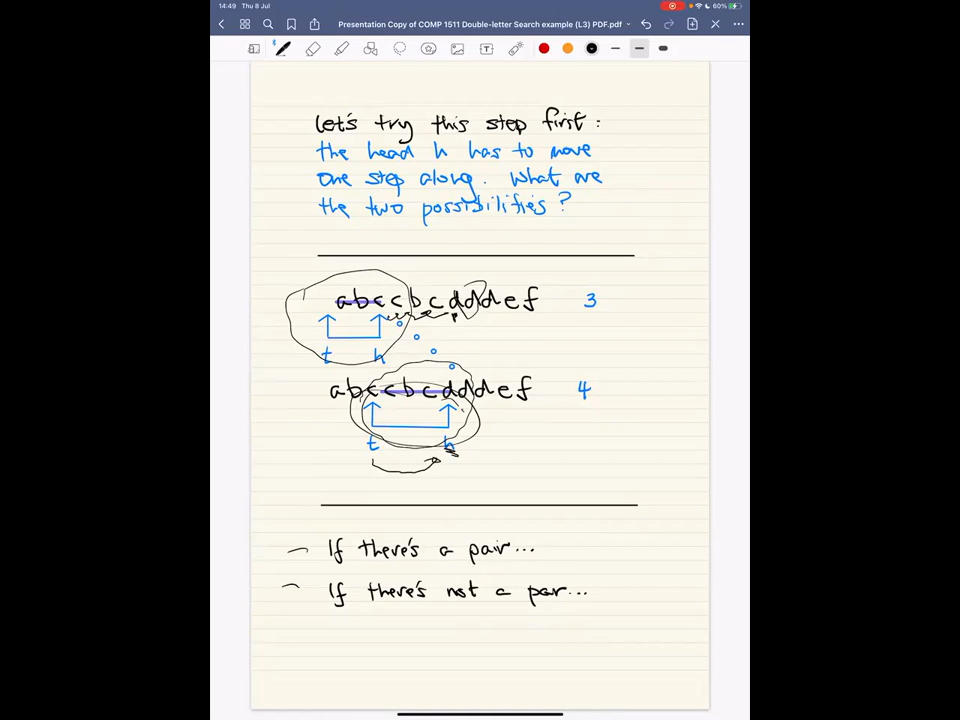 14:49 Thu 8 Jul
60%
Presentation Copy of COMP 1511 Double-letter Search example (L3) PDF.pdf
let's try this step first :
the head h has to move
one step along. What are
the two possibilities ?
abccbcdddef 3
t h
abccbcdddef 4
t h
If there's a pair...
If there's not a pair...